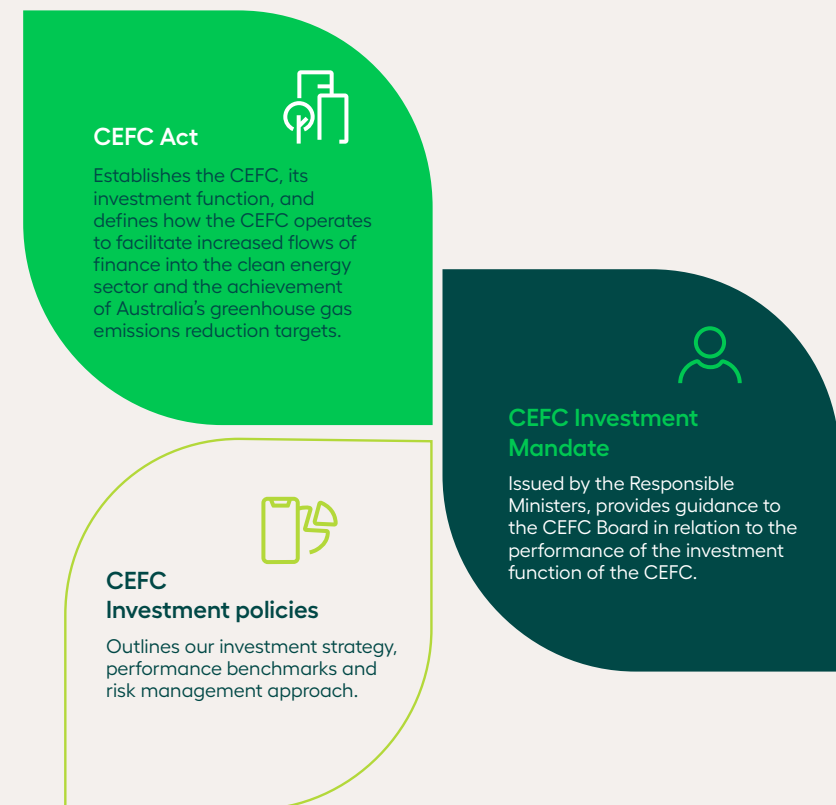 CEFC Act
Establishes the CEFC, its
investment function, and
defines how the CEFC operates
to facilitate increased flows of
finance into the clean energy
sector and the achievement
of Australia’s greenhouse gas
emissions reduction targets.
CEFC Investment
Mandate
Issued by the Responsible
Ministers, provides guidance to
the CEFC Board in relation to the
performance of the investment
function of the CEFC.
CEFC
Investment policies
Outlines our investment strategy,
performance benchmarks and
risk management approach.